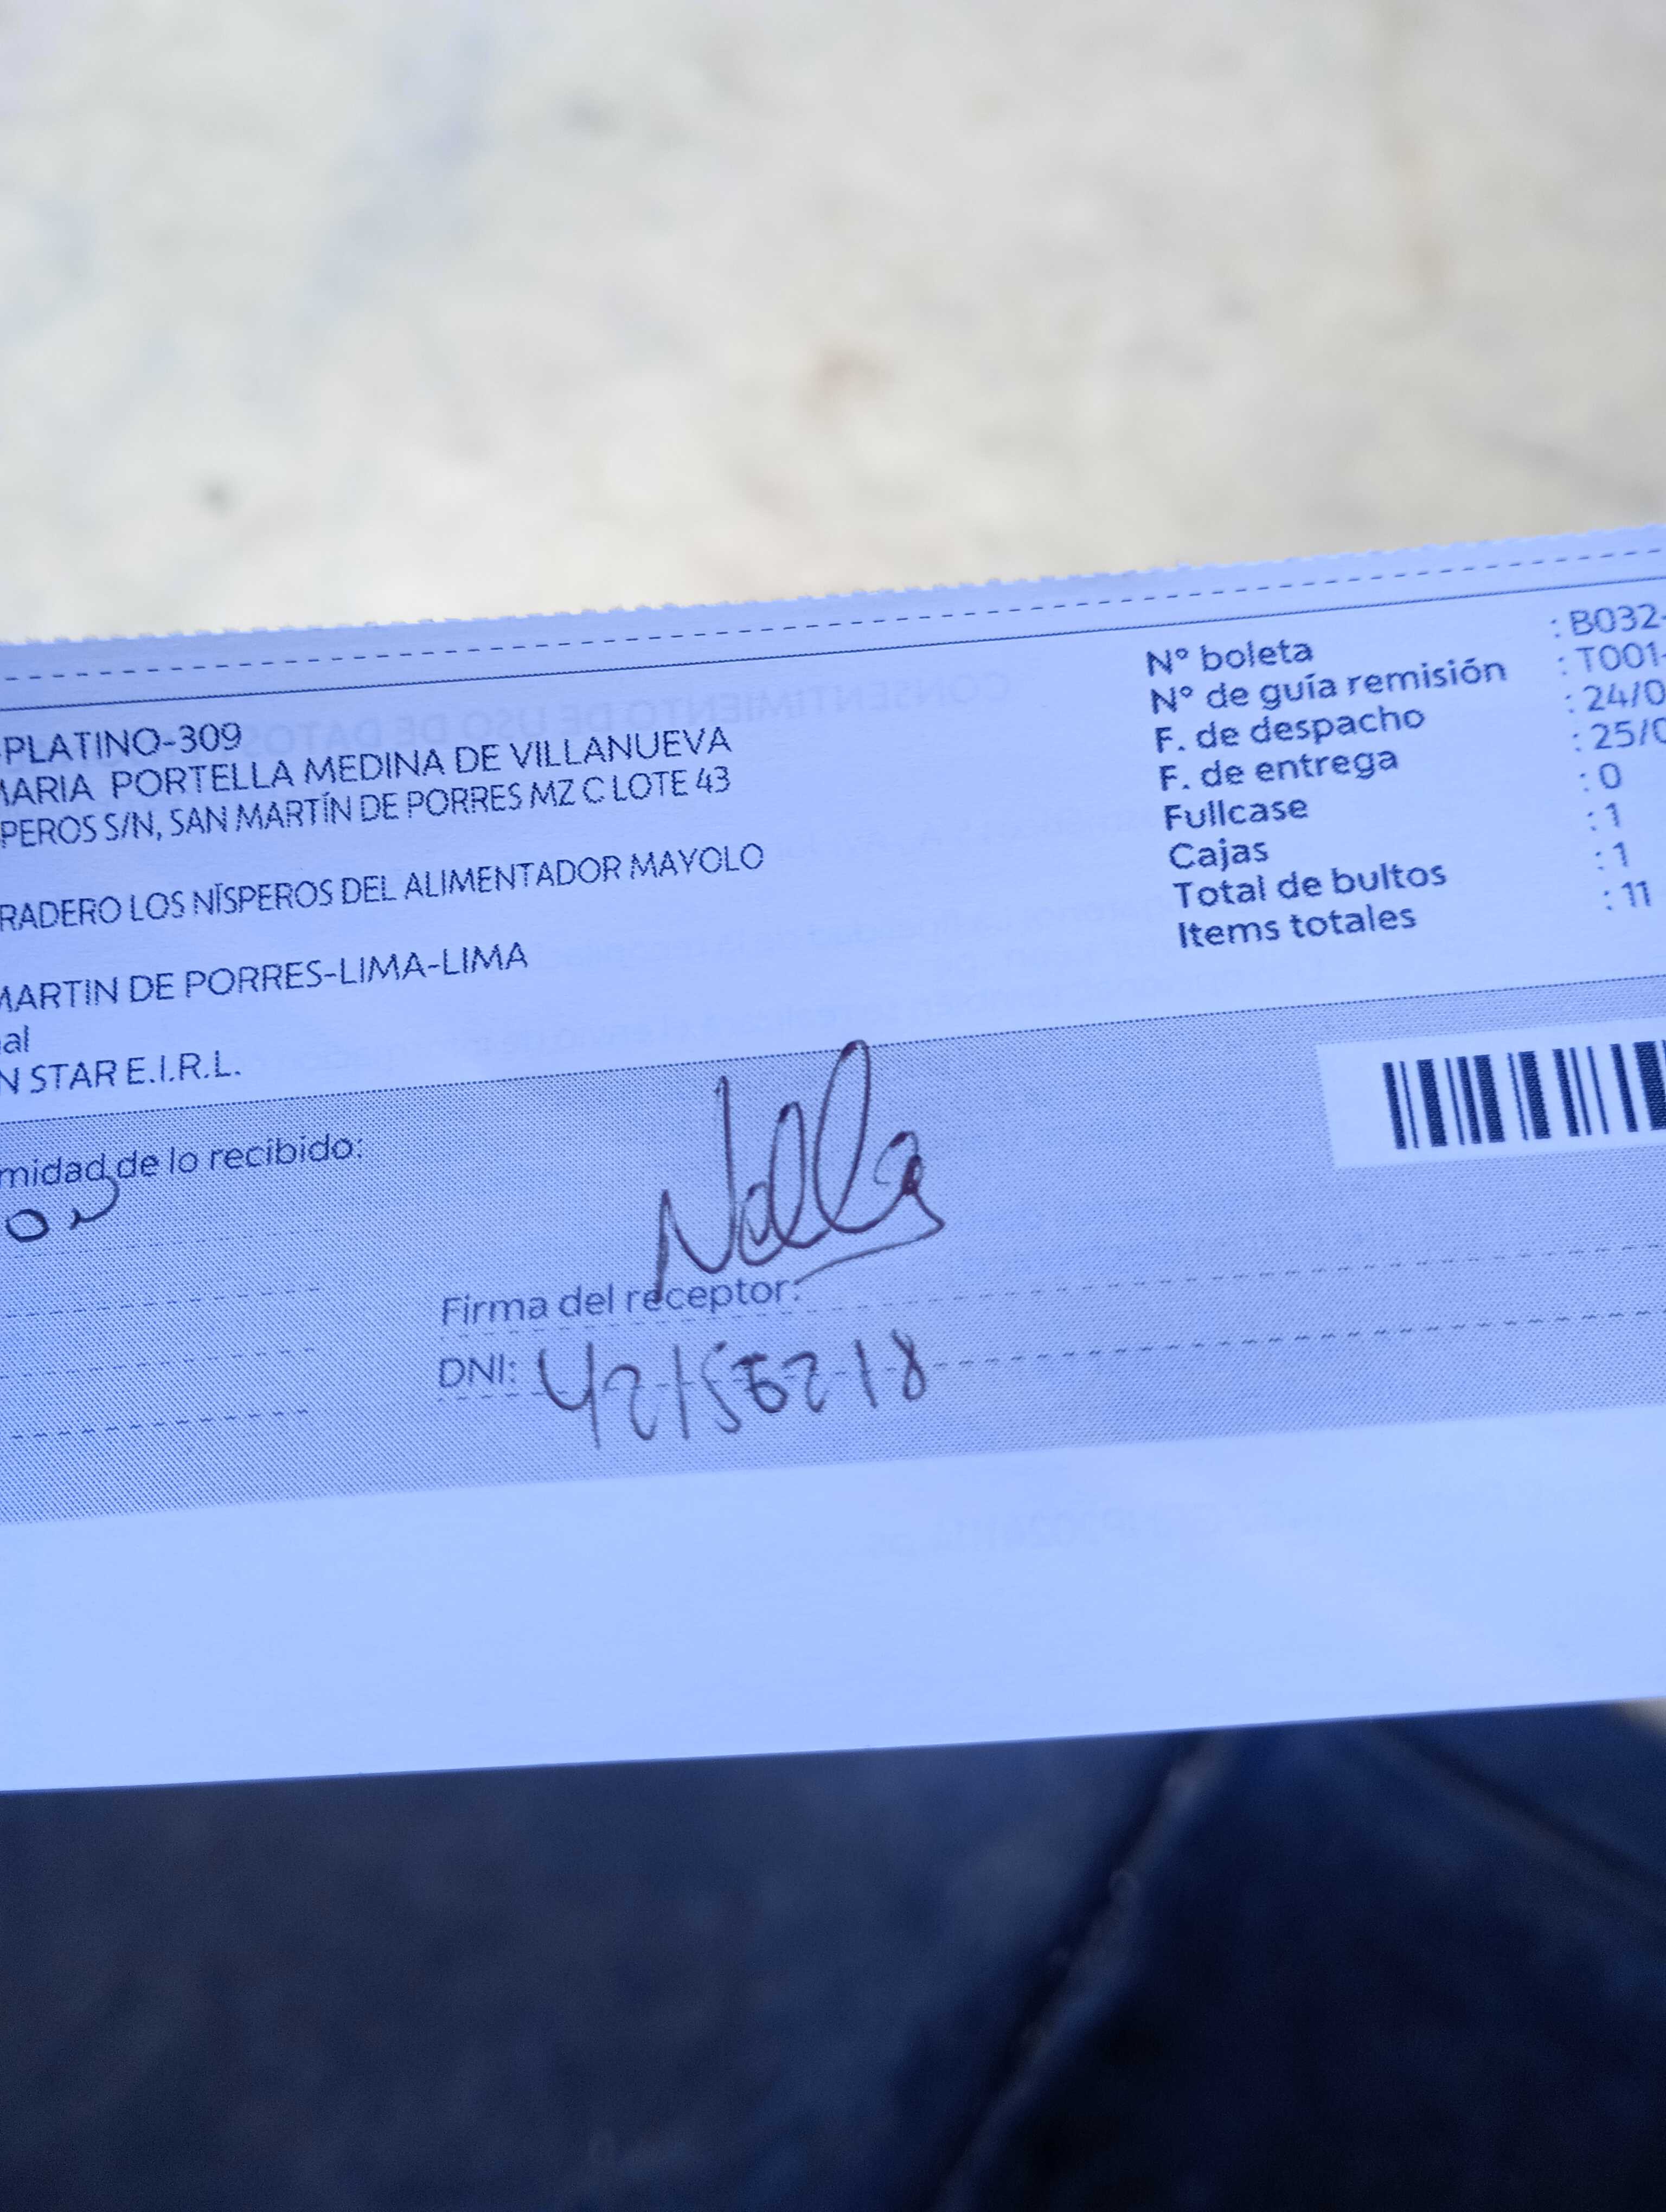 PLATINO-309
MARIA PORTELLA MEDINA DE VILLANUEVA
PEROS S/N, SAN MARTÍN DE PORRES MZ C LOTE 43
RADERO LOS NÍSPEROS DEL ALIMENTADOR MAYOLO
MARTIN DE PORRES-LIMA-LIMA
al
N STAR E.I.R.L.
Nº boleta : B032-
Nº de guía remisión : T001-
F. de despacho : 24/0
F. de entrega : 25/0
Fullcase : 0
Cajas : 1
Total de bultos : 1
Items totales : 11
midad de lo recibido:
Firma del receptor:
DNI: 42156218